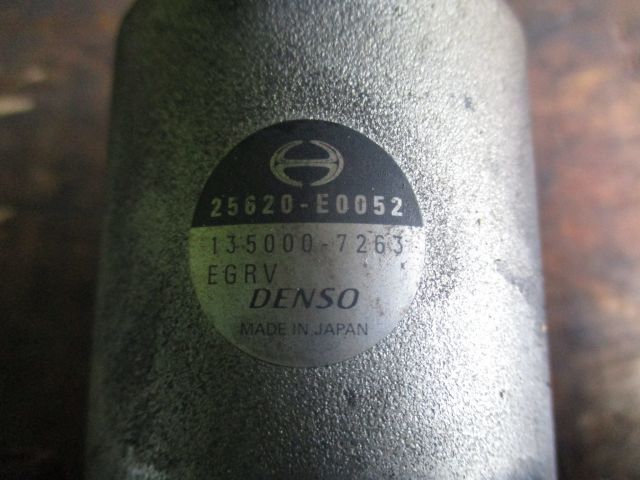 25620-E0052
135000-7263
EGRV
DENSO
MADE IN JAPAN